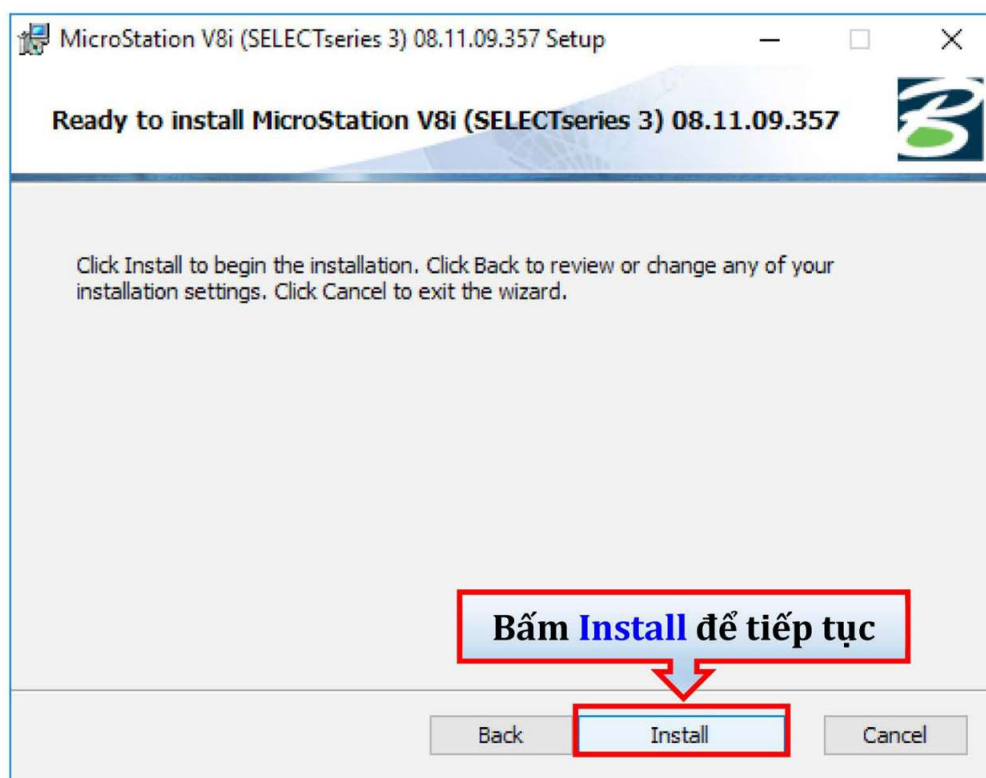 MicroStation V8i (SELECTseries 3) 08.11.09.357 Setup
Ready to install MicroStation V8i (SELECTseries 3) 08.11.09.357
Click Install to begin the installation. Click Back to review or change any of your
installation settings. Click Cancel to exit the wizard.
Bấm Install để tiếp tục
Back Install Cancel